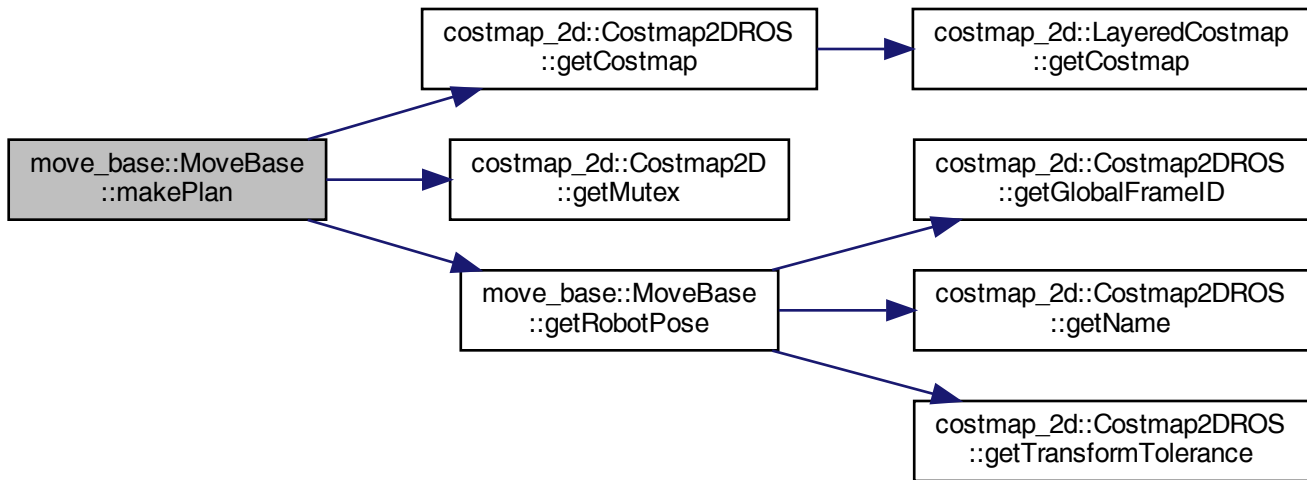 costmap_2d::Costmap2DROS
::getCostmap
costmap_2d::LayeredCostmap
::getCostmap
move_base::MoveBase
::makePlan
costmap_2d::Costmap2D
::getMutex
costmap_2d::Costmap2DROS
::getGlobalFrameID
move_base::MoveBase
::getRobotPose
costmap_2d::Costmap2DROS
::getName
costmap_2d::Costmap2DROS
::getTransformTolerance